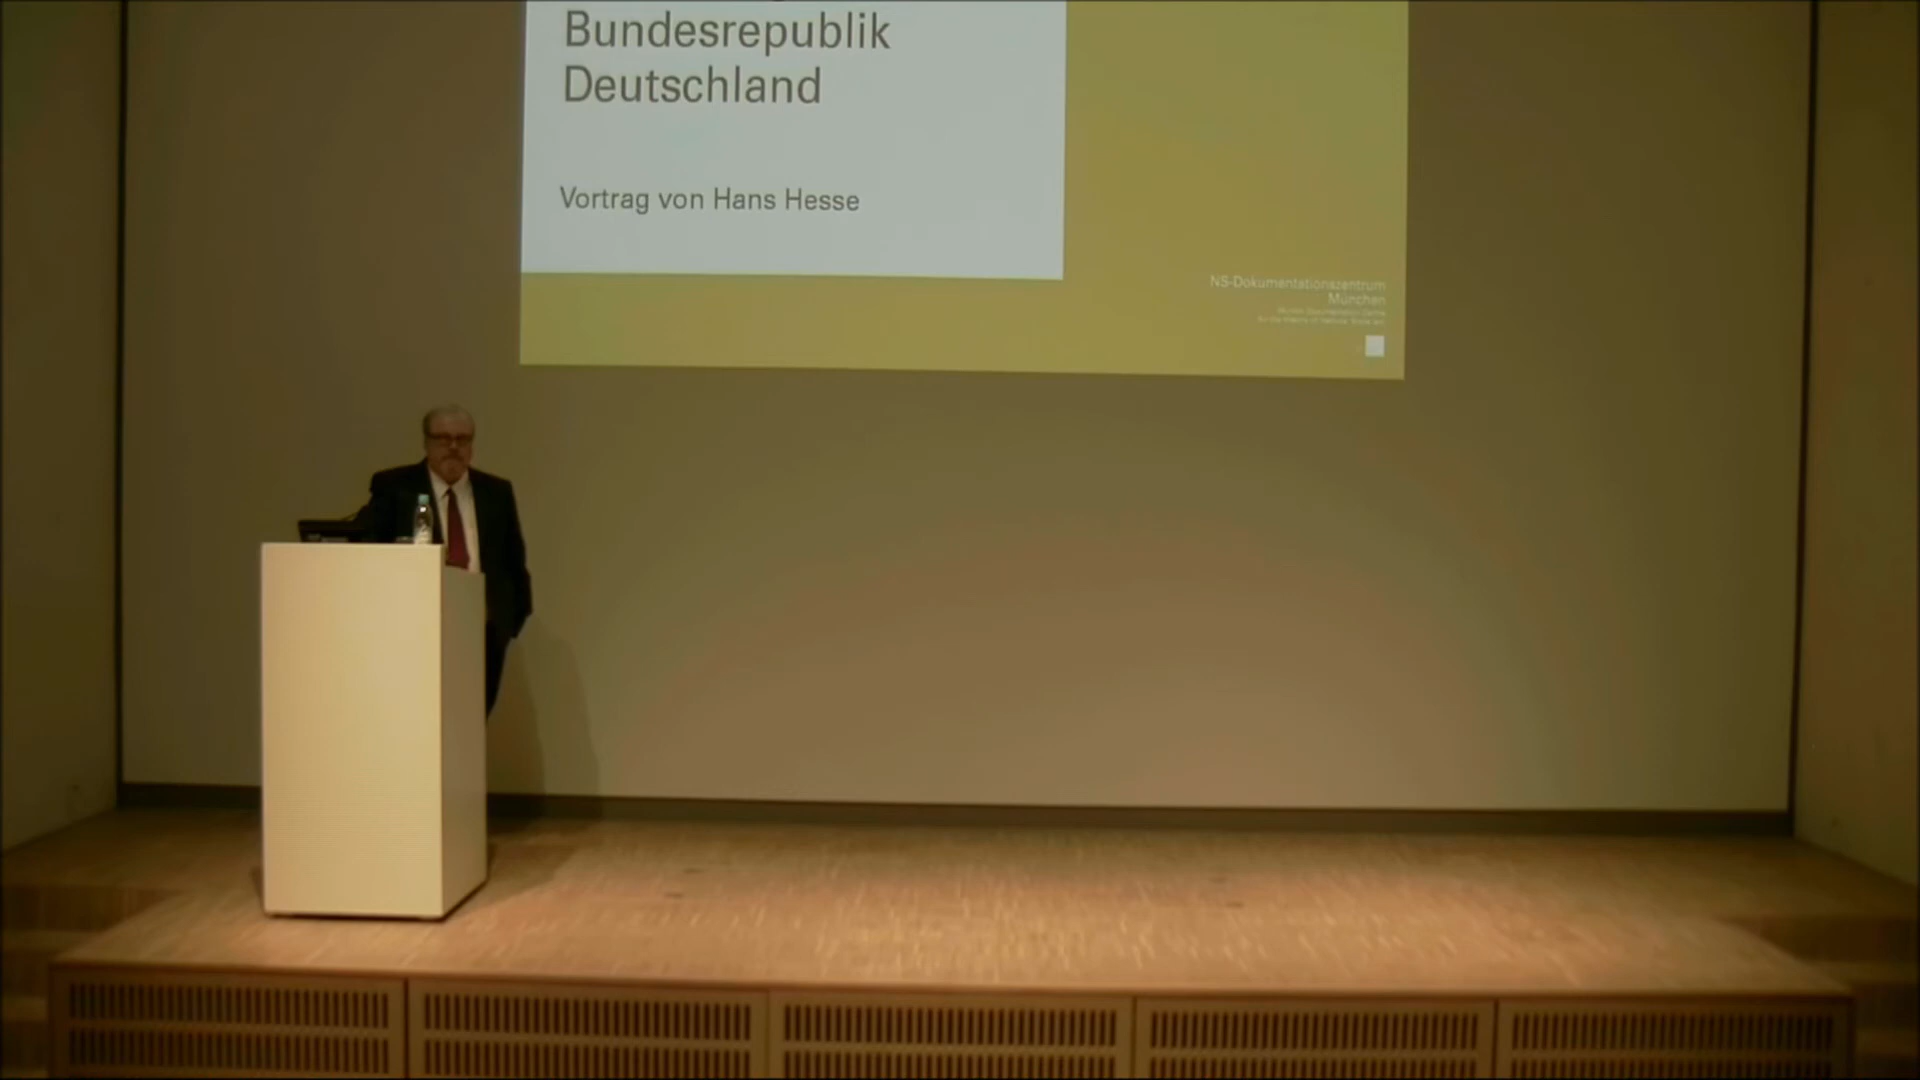 Bundesrepublik
Deutschland
Vortrag von Hans Hesse
NS-Dokumentationszentrum
München